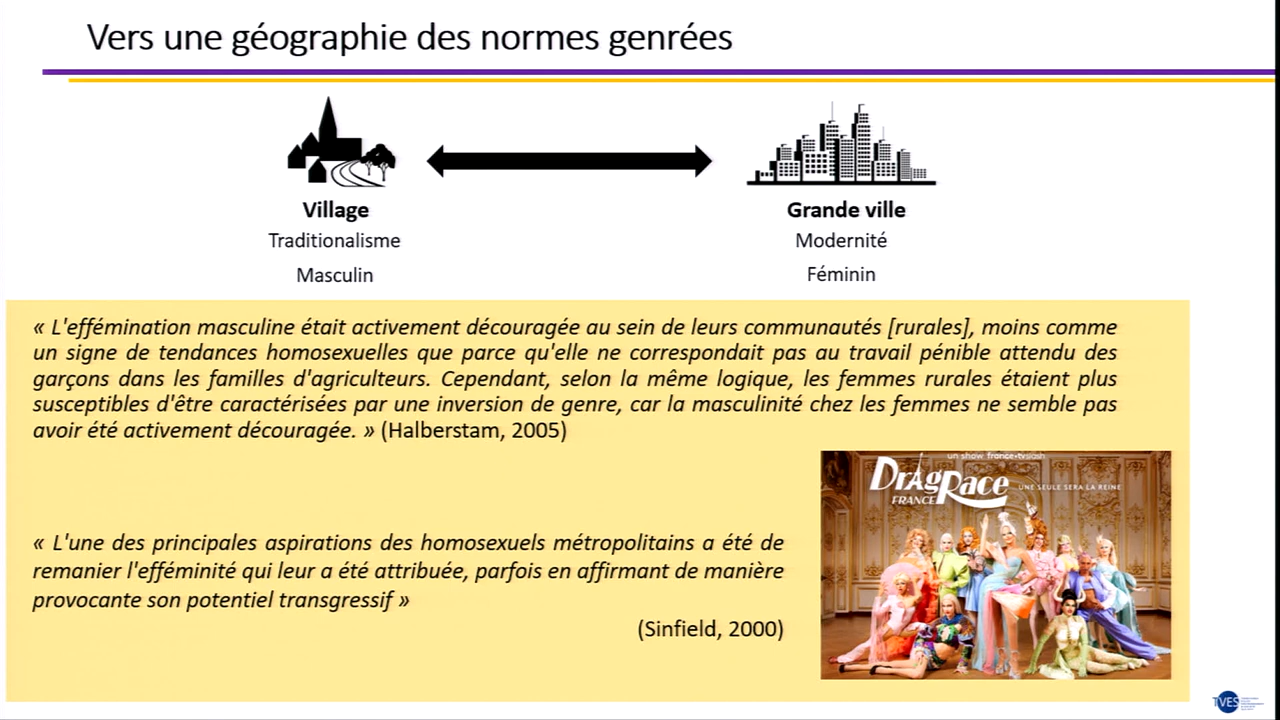 Vers une géographie des normes genrées
Village
Grande ville
Traditionalisme
Modernité
Masculin
Féminin
« L'effémination masculine était activement découragée au sein de leurs communautés [rurales], moins comme
un signe de tendances homosexuelles que parce qu'elle ne correspondait pas au travail pénible attendu des
garçons dans les familles d'agriculteurs. Cependant, selon la même logique, les femmes rurales étaient plus
susceptibles d'être caractérisées par une inversion de genre, car la masculinité chez les femmes ne semble pas
avoir été activement découragée. » (Halberstam, 2005)
un show france•tvslash
DragRace
FRANCE
UNE SEULE SERA LA REINE
« L'une des principales aspirations des homosexuels métropolitains a été de
remanier l'efféminité qui leur a été attribuée, parfois en affirmant de manière
provocante son potentiel transgressif »
(Sinfield, 2000)
TVES